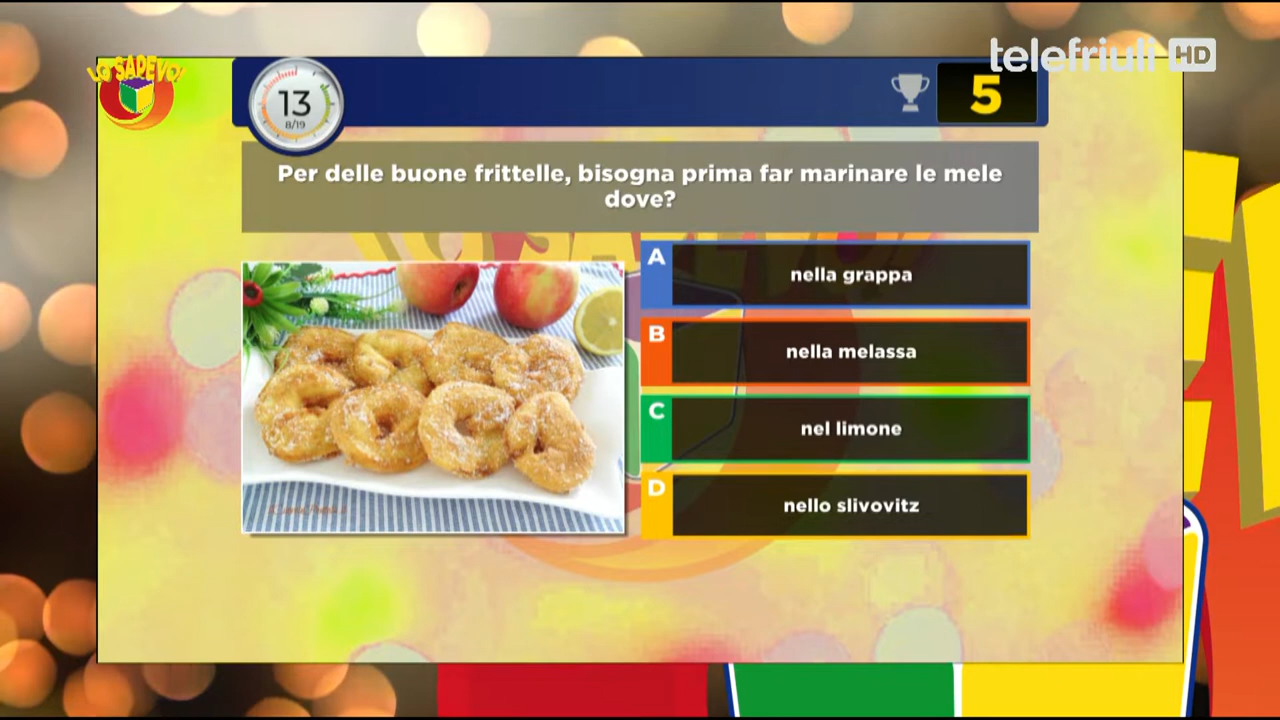 telefriuli HD
LO SAPEVO!
13
8/19
5
Per delle buone frittelle, bisogna prima far marinare le mele
dove?
A
nella grappa
B
nella melassa
C
nel limone
D
nello slivovitz